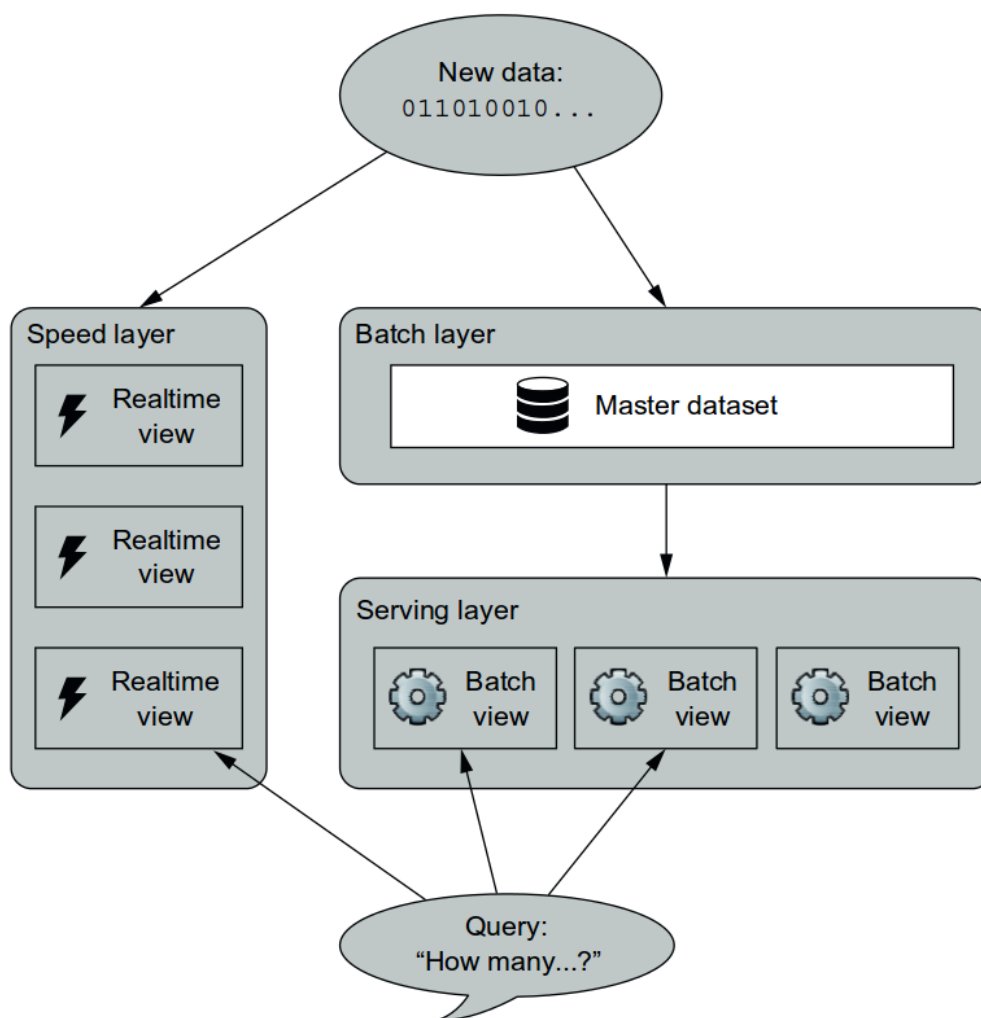 New data:
011010010...
Speed layer
Realtime
view
Realtime
view
Realtime
view
Batch layer
Master dataset
Serving layer
Batch
view
Batch
view
Batch
view
Query:
“How many...?”